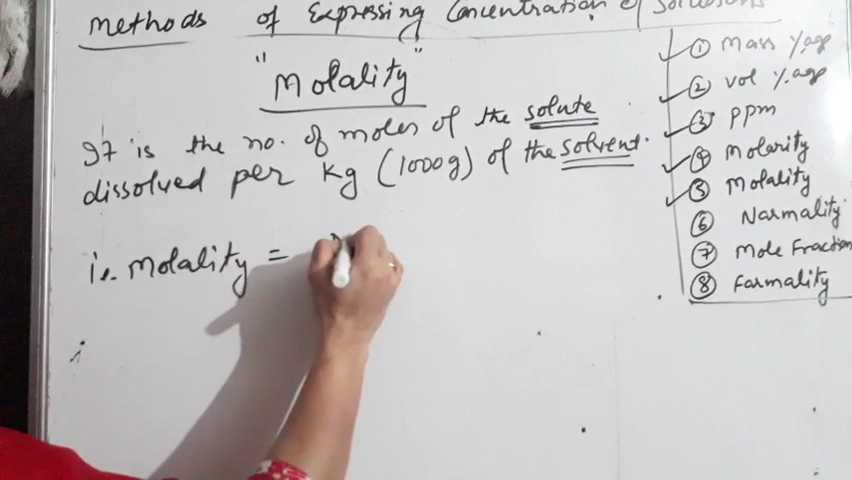 Methods of Expressing Concentration of Solutions
"Molality"
It is the no. of moles of the solute
dissolved per kg (1000g) of the solvent.
i.e. Molality =
① Mass %age
② vol %age
③ ppm
④ Molarity
⑤ Molality
⑥ Normality
⑦ Mole Fraction
⑧ Formality